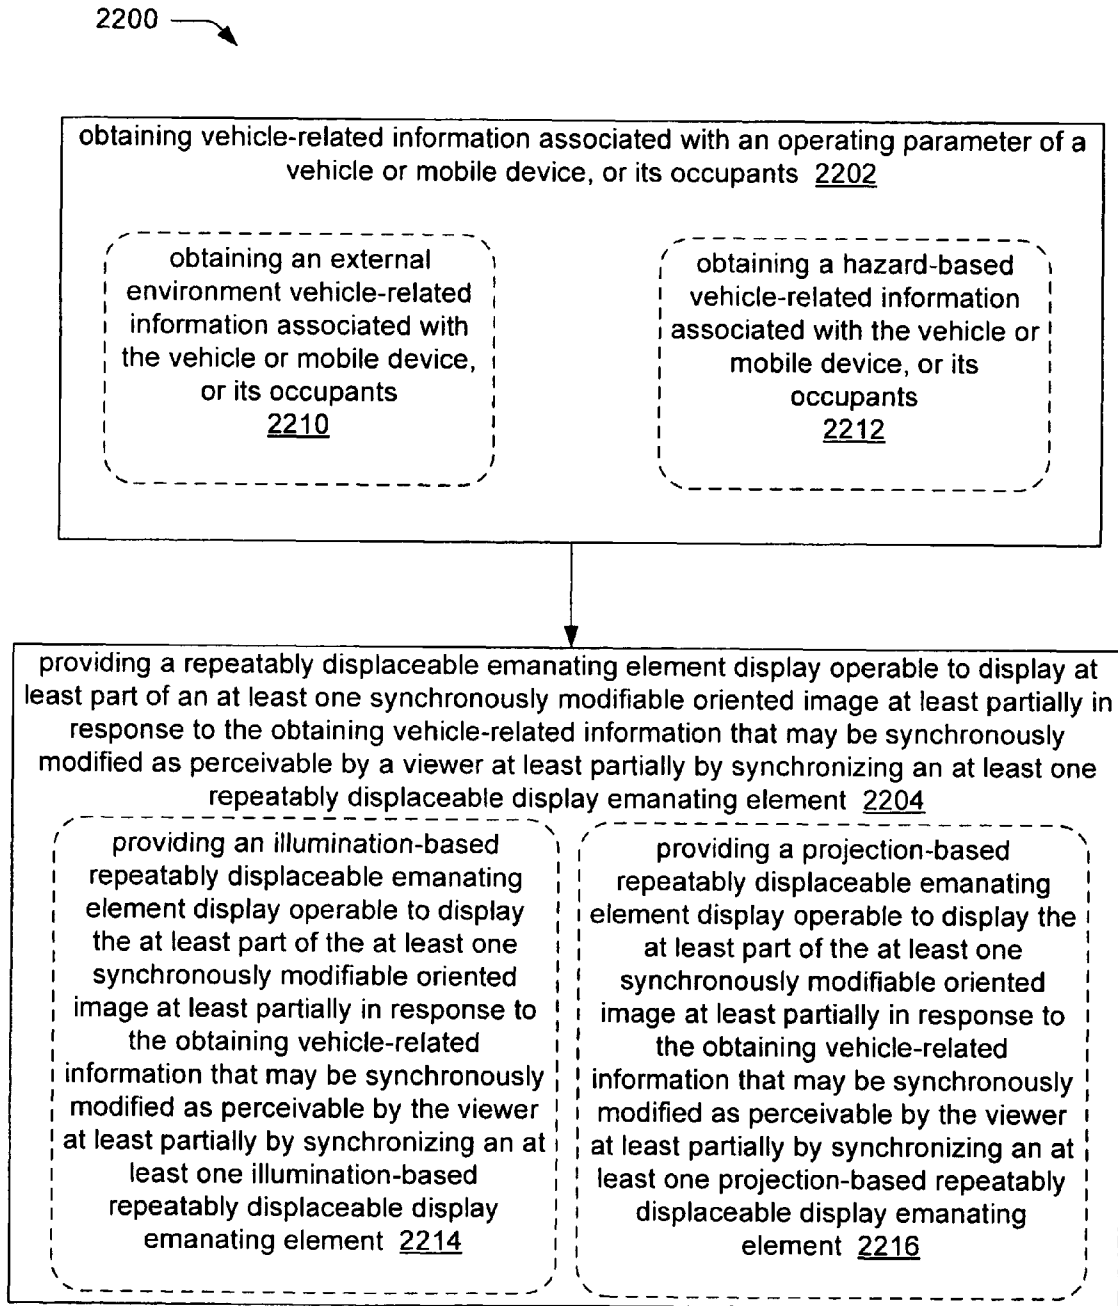 2200
obtaining vehicle-related information associated with an operating parameter of a
vehicle or mobile device, or its occupants 2202
obtaining an external
environment vehicle-related
information associated with
the vehicle or mobile device,
or its occupants
2210
obtaining a hazard-based
vehicle-related information
associated with the vehicle or
mobile device, or its
occupants
2212
providing a repeatably displaceable emanating element display operable to display at
least part of an at least one synchronously modifiable oriented image at least partially in
response to the obtaining vehicle-related information that may be synchronously
modified as perceivable by a viewer at least partially by synchronizing an at least one
repeatably displaceable display emanating element 2204
providing an illumination-based
repeatably displaceable emanating
element display operable to display
the at least part of the at least one
synchronously modifiable oriented
image at least partially in response to
the obtaining vehicle-related
information that may be synchronously
modified as perceivable by the viewer
at least partially by synchronizing an at
least one illumination-based
repeatably displaceable display
emanating element 2214
providing a projection-based
repeatably displaceable emanating
element display operable to display the
at least part of the at least one
synchronously modifiable oriented
image at least partially in response to
the obtaining vehicle-related
information that may be synchronously
modified as perceivable by the viewer
at least partially by synchronizing an at
least one projection-based repeatably
displaceable display emanating
element 2216